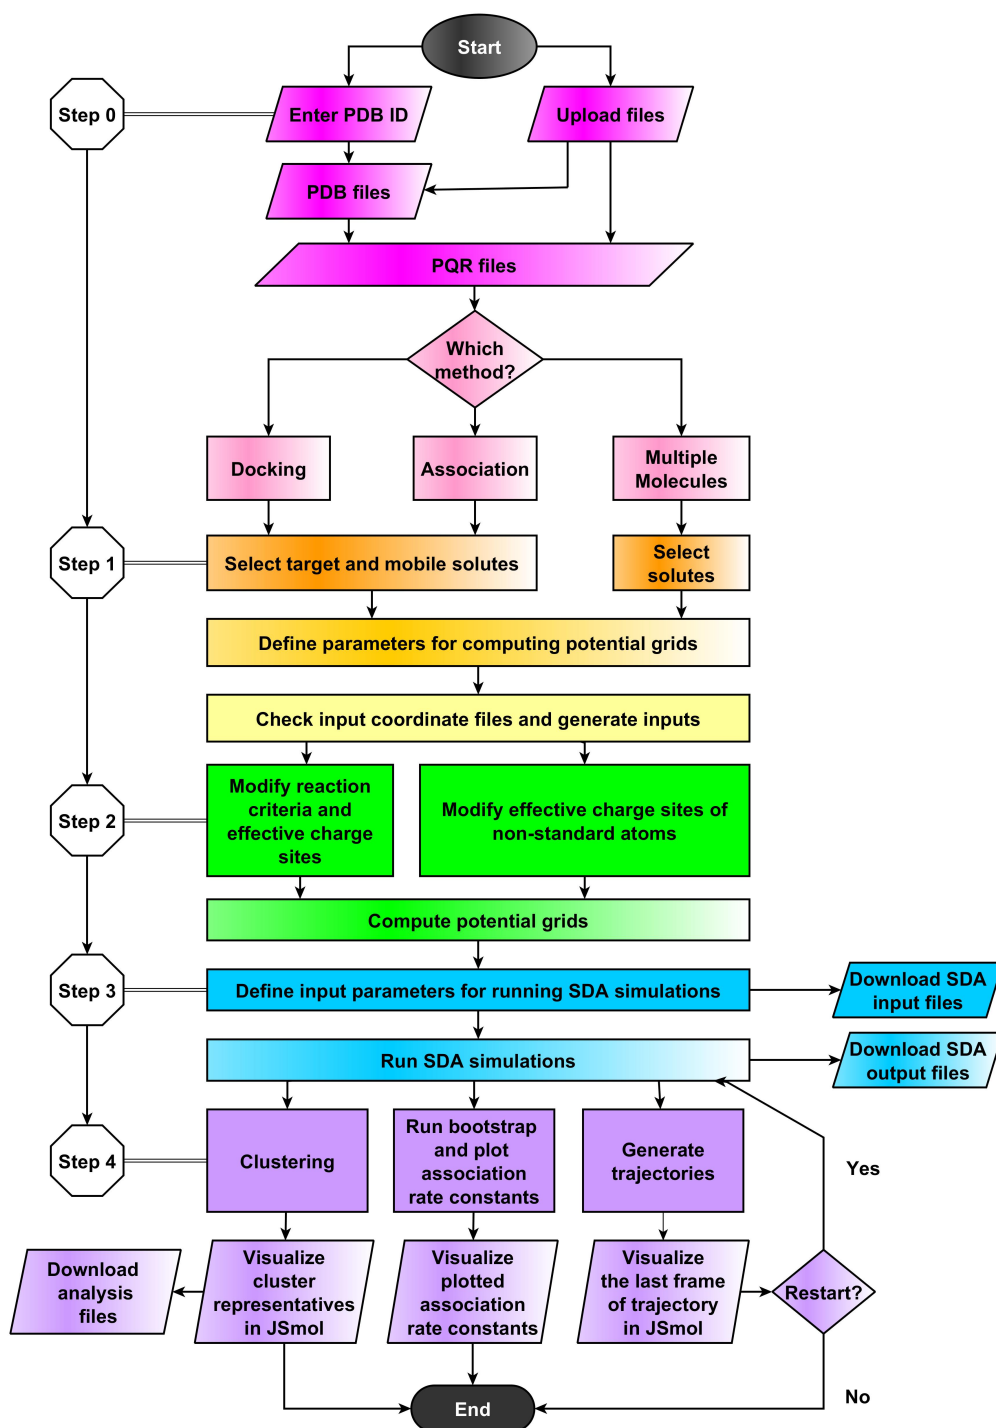 Start
Step 0
Enter PDB ID
Upload files
PDB files
PQR files
Which
method?
Docking
Association
Multiple
Molecules
Step 1
Select target and mobile solutes
Select
solutes
Define parameters for computing potential grids
Check input coordinate files and generate inputs
Step 2
Modify reaction
criteria and
effective charge
sites
Modify effective charge sites of
non-standard atoms
Compute potential grids
Step 3
Define input parameters for running SDA simulations
Download SDA
input files
Run SDA simulations
Download SDA
output files
Step 4
Clustering
Run bootstrap
and plot
association
rate constants
Generate
trajectories
Yes
Download
analysis
files
Visualize
cluster
representatives
in JSmol
Visualize
plotted
association
rate constants
Visualize
the last frame
of trajectory
in JSmol
Restart?
No
End